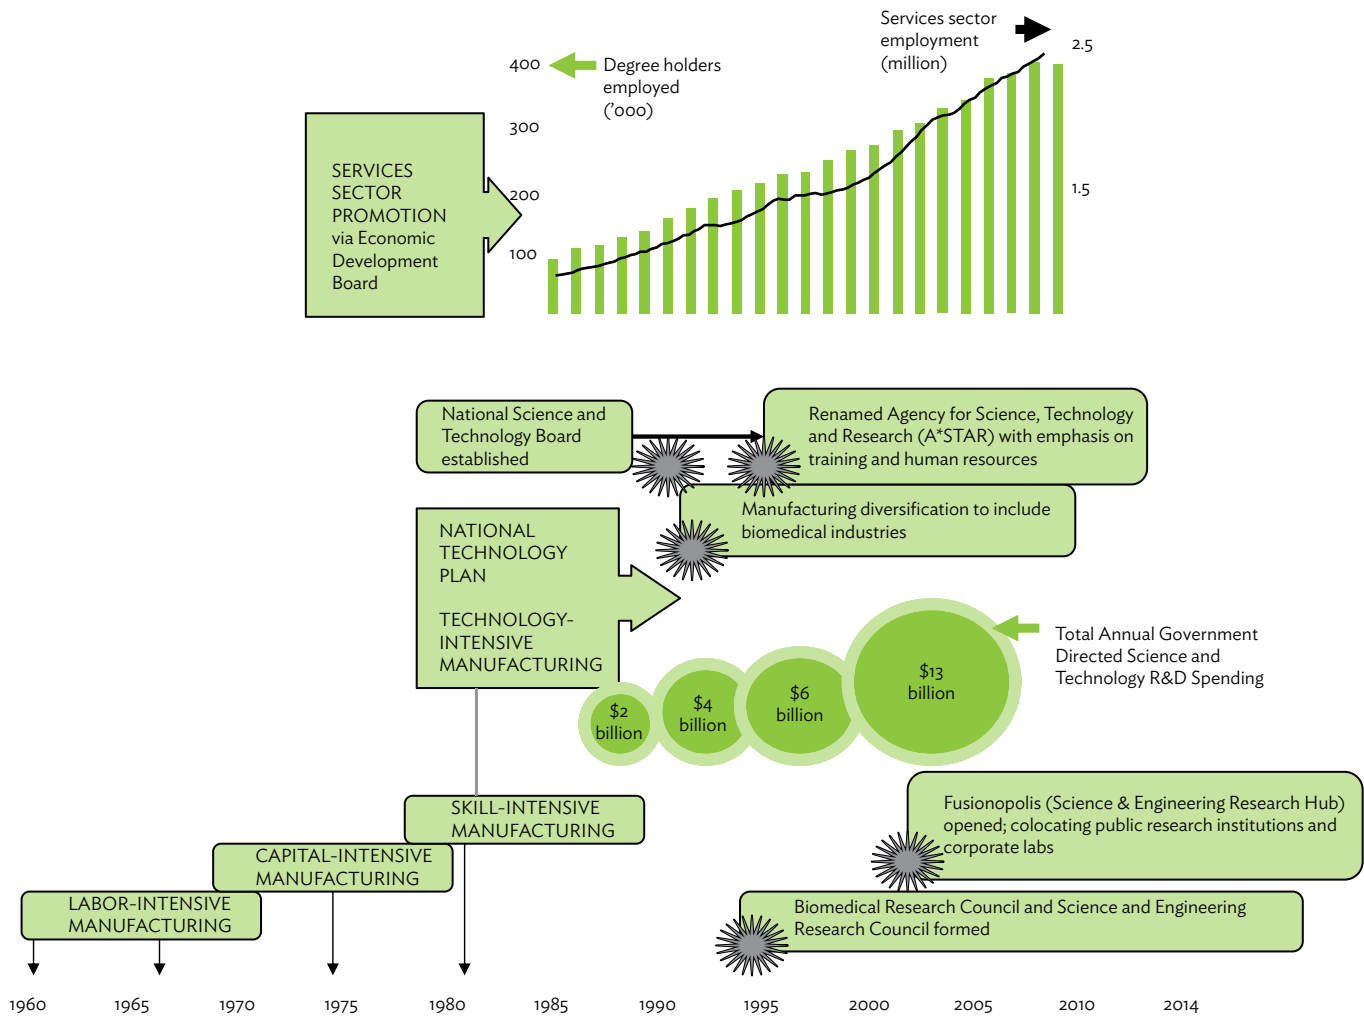 Services sector
employment
(million)
2.5
400
Degree holders
employed
('000)
300
200
1.5
100
SERVICES
SECTOR
PROMOTION
via Economic
Development
Board
National Science and
Technology Board
established
Renamed Agency for Science, Technology
and Research (A*STAR) with emphasis on
training and human resources
Manufacturing diversification to include
biomedical industries
NATIONAL
TECHNOLOGY
PLAN
TECHNOLOGY-
INTENSIVE
MANUFACTURING
$2
billion
$4
billion
$6
billion
$13
billion
Total Annual Government
Directed Science and
Technology R&D Spending
SKILL-INTENSIVE
MANUFACTURING
CAPITAL-INTENSIVE
MANUFACTURING
LABOR-INTENSIVE
MANUFACTURING
Fusionopolis (Science & Engineering Research Hub)
opened; colocating public research institutions and
corporate labs
Biomedical Research Council and Science and Engineering
Research Council formed
1960 1965 1970 1975 1980 1985 1990 1995 2000 2005 2010 2014